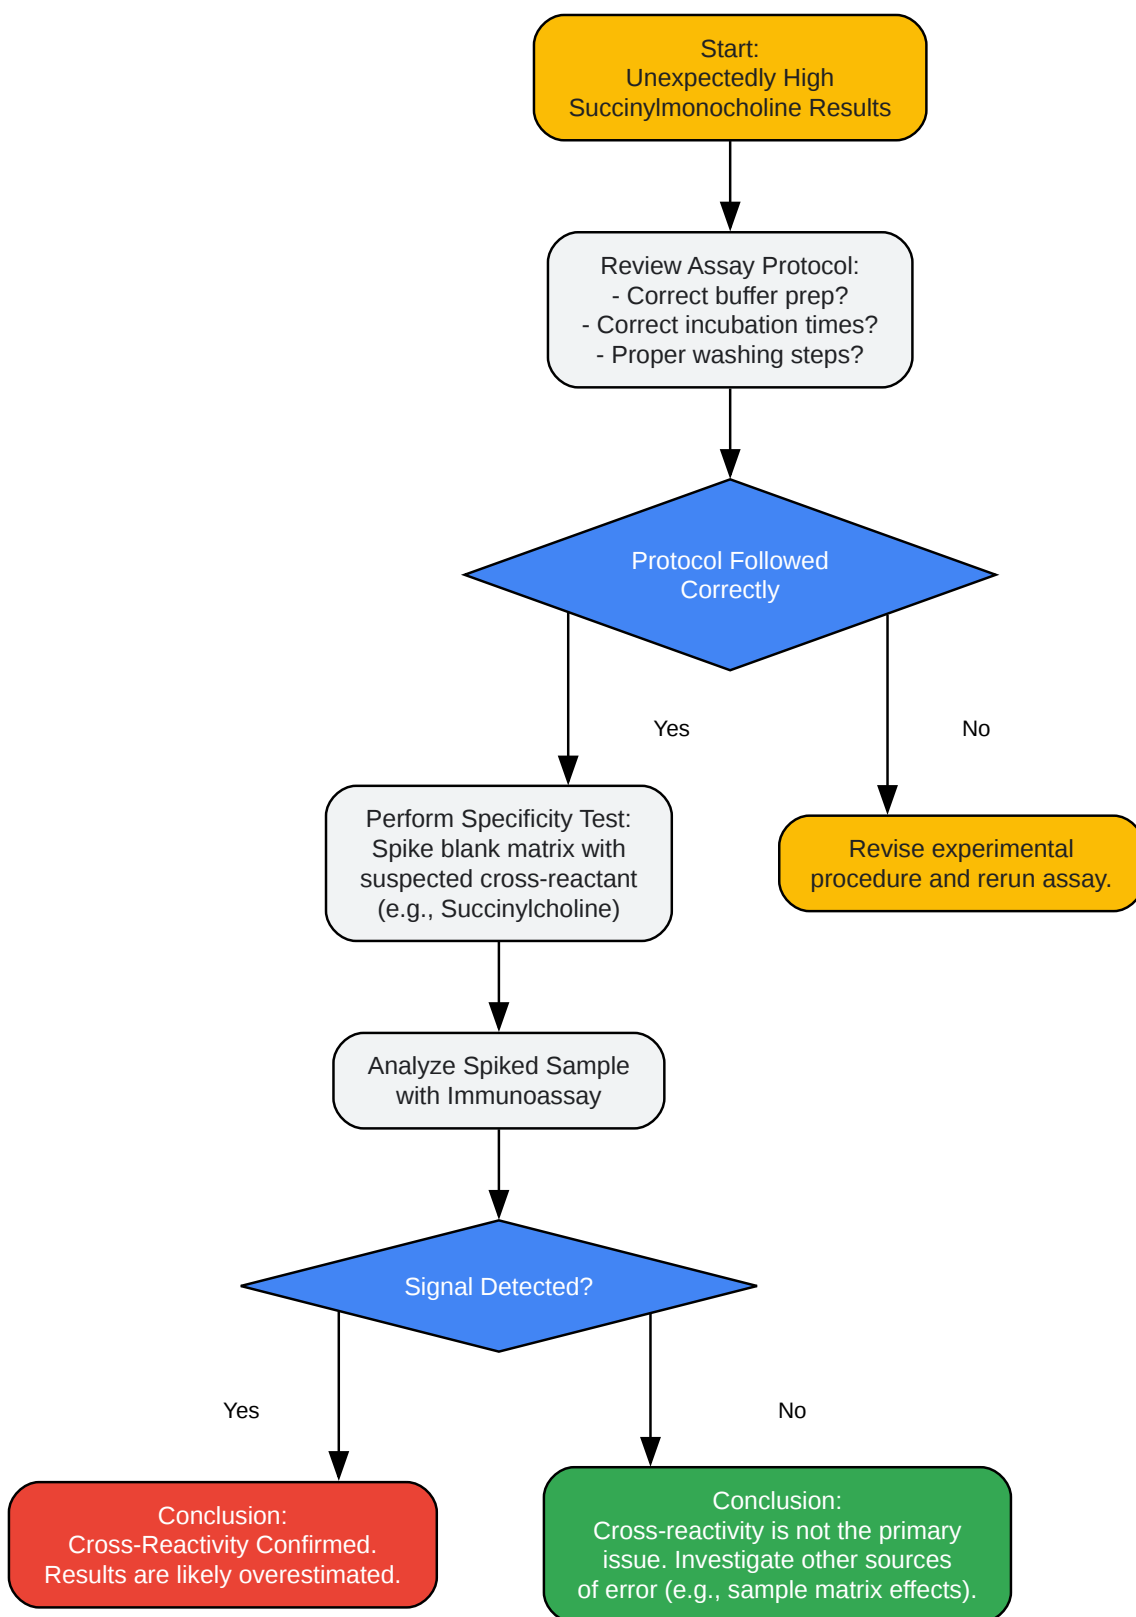 Start:
Unexpectedly High
Succinylmonocholine Results
Review Assay Protocol:
- Correct buffer prep?
- Correct incubation times?
- Proper washing steps?
Protocol Followed
Correctly
Yes
No
Perform Specificity Test:
Spike blank matrix with
suspected cross-reactant
(e.g., Succinylcholine)
Revise experimental
procedure and rerun assay.
Analyze Spiked Sample
with Immunoassay
Signal Detected?
Yes
No
Conclusion:
Cross-Reactivity Confirmed.
Results are likely overestimated.
Conclusion:
Cross-reactivity is not the primary
issue. Investigate other sources
of error (e.g., sample matrix effects).